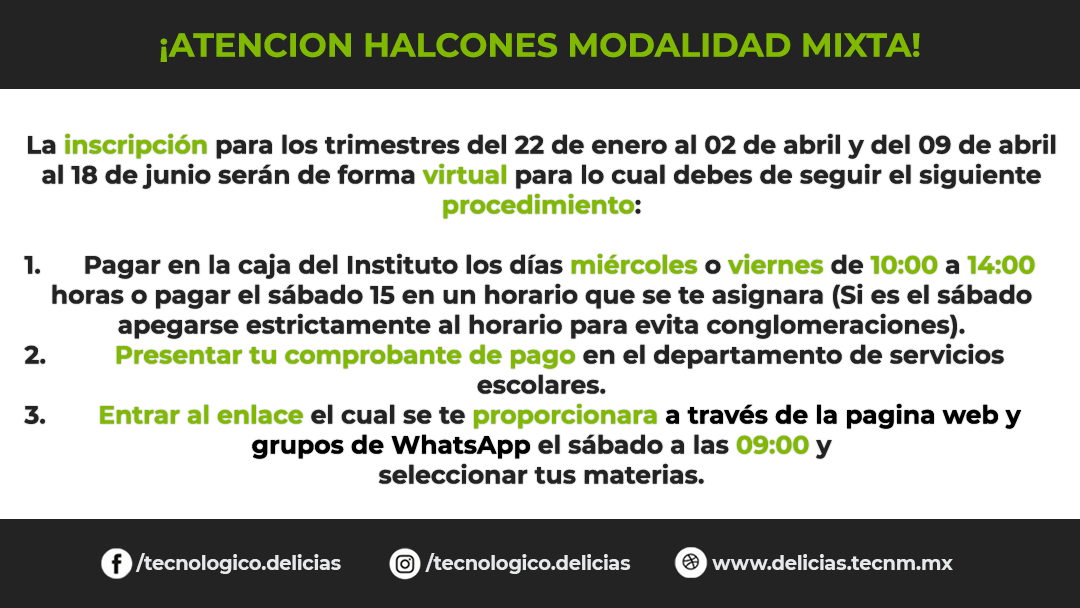 ¡ATENCION HALCONES MODALIDAD MIXTA!
La inscripción para los trimestres del 22 de enero al 02 de abril y del 09 de abril
al 18 de junio serán de forma virtual para lo cual debes de seguir el siguiente
procedimiento:
1. Pagar en la caja del Instituto los días miércoles o viernes de 10:00 a 14:00
horas o pagar el sábado 15 en un horario que se te asignara (Si es el sábado
apegarse estrictamente al horario para evita conglomeraciones).
2. Presentar tu comprobante de pago en el departamento de servicios
escolares.
3. Entrar al enlace el cual se te proporcionara a través de la pagina web y
grupos de WhatsApp el sábado a las 09:00 y
seleccionar tus materias.
/tecnologico.delicias /tecnologico.delicias www.delicias.tecnm.mx